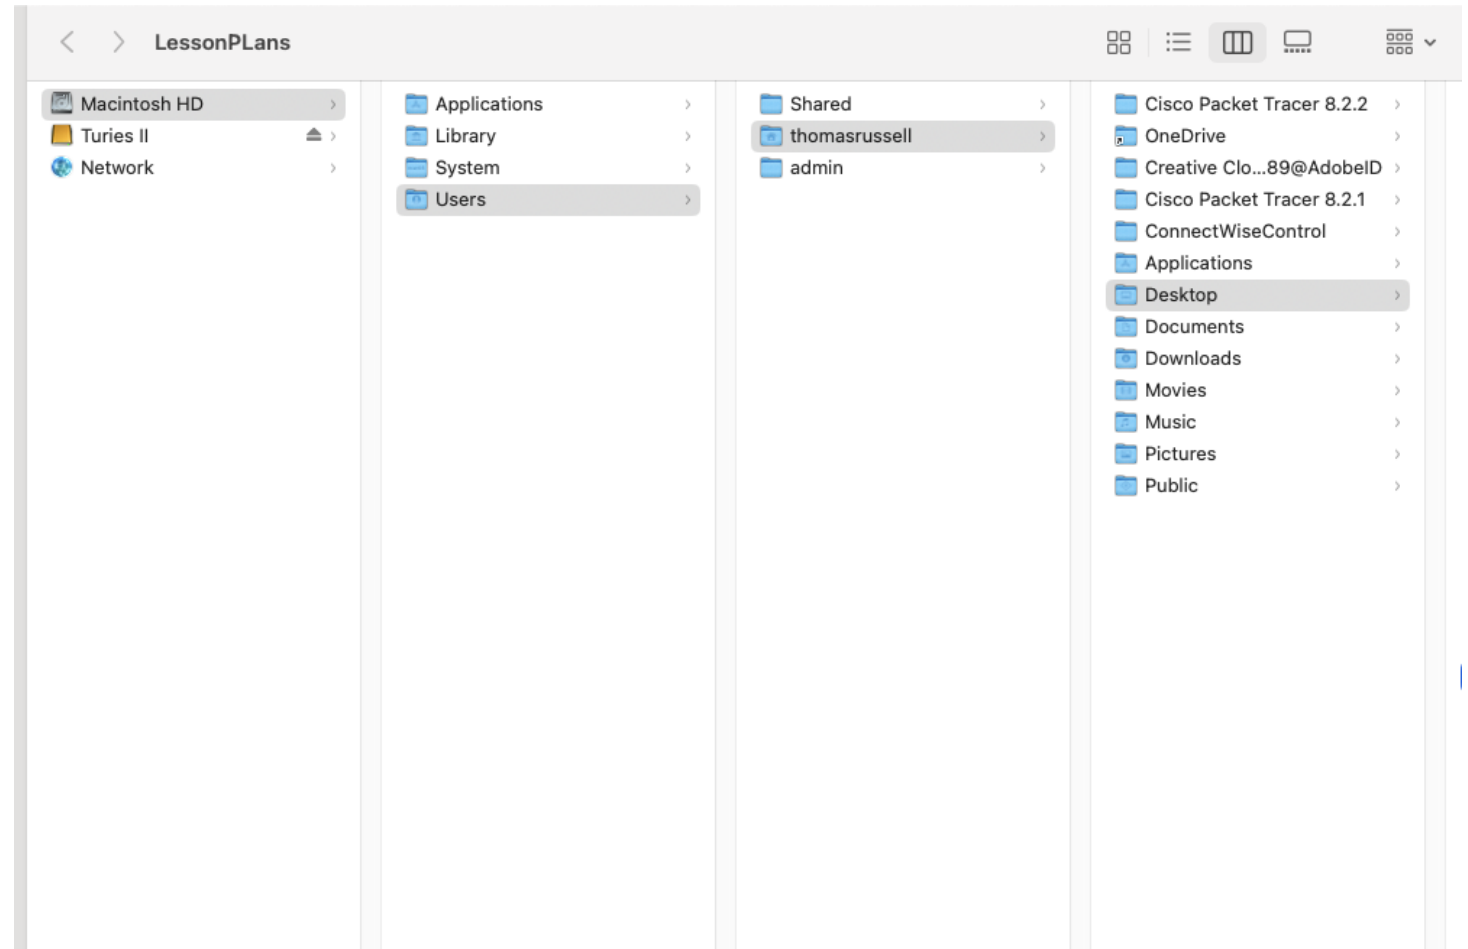 LessonPLans
Macintosh HD
Turies II
Network
Applications
Library
System
Users
Shared
thomasrussell
admin
Cisco Packet Tracer 8.2.2
OneDrive
Creative Clo...89@AdobeID
Cisco Packet Tracer 8.2.1
ConnectWiseControl
Applications
Desktop
Documents
Downloads
Movies
Music
Pictures
Public